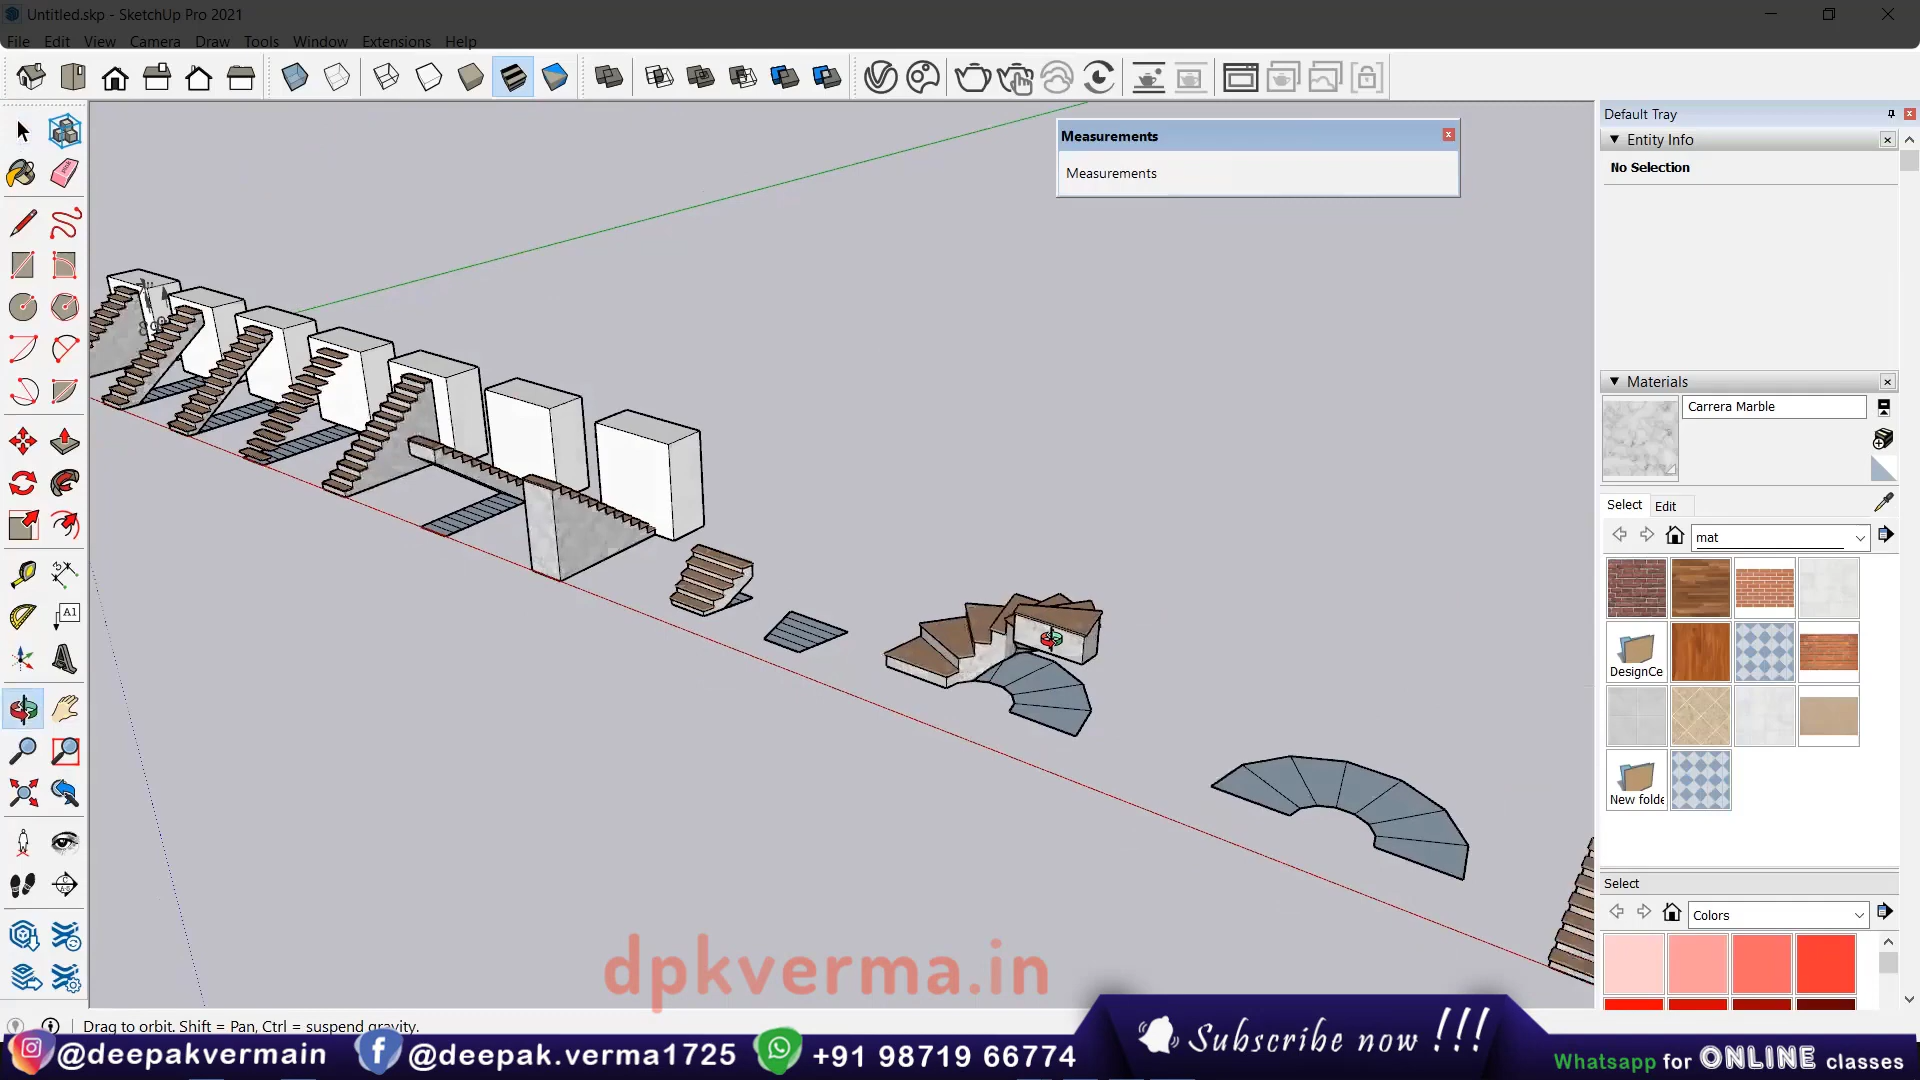 Untitled.skp - SketchUp Pro 2021
File Edit View Camera Draw Tools Window Extensions Help
Default Tray
Measurements
Entity Info
Measurements
No Selection
Materials
Carrera Marble
Select Edit
mat
A1
DesignCe
New folde
Select
Colors
dpkverma.in
Drag to orbit. Shift = Pan, Ctrl = suspend gravity.
@deepakvermain @deepak.verma1725 +91 98719 66774
Subscribe now !!!
Whatsapp for ONLINE classes